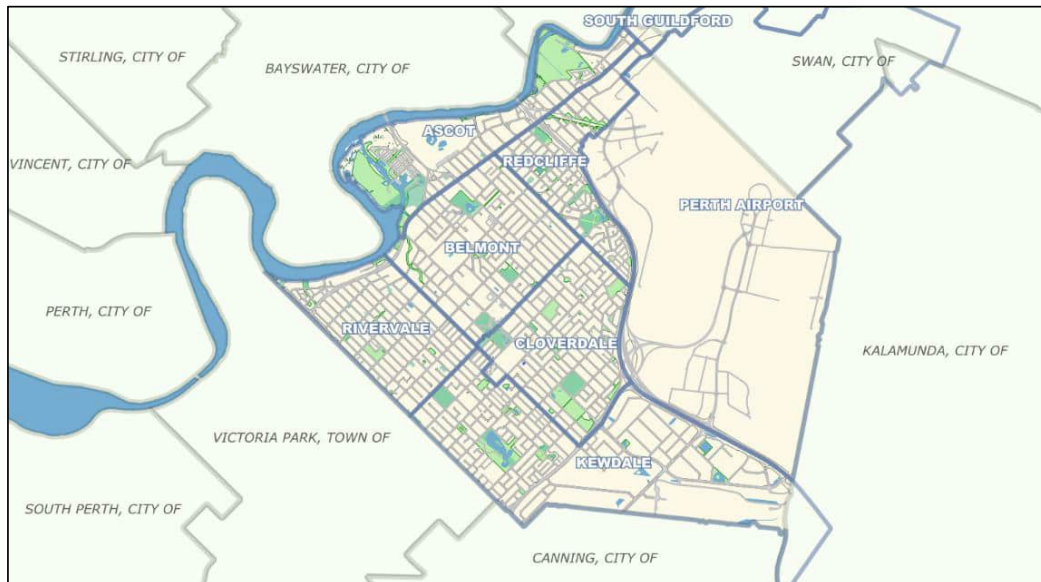 SOUTH GUILDFORD
STIRLING, CITY OF
BAYSWATER, CITY OF
SWAN, CITY OF
ASCOT
VINCENT, CITY OF
REDCLIFFE
PERTH AIRPORT
BELMONT
PERTH, CITY OF
RIVERVALE
CLOVERDALE
KALAMUNDA, CITY OF
VICTORIA PARK, TOWN OF
KEWDALE
SOUTH PERTH, CITY OF
CANNING, CITY OF